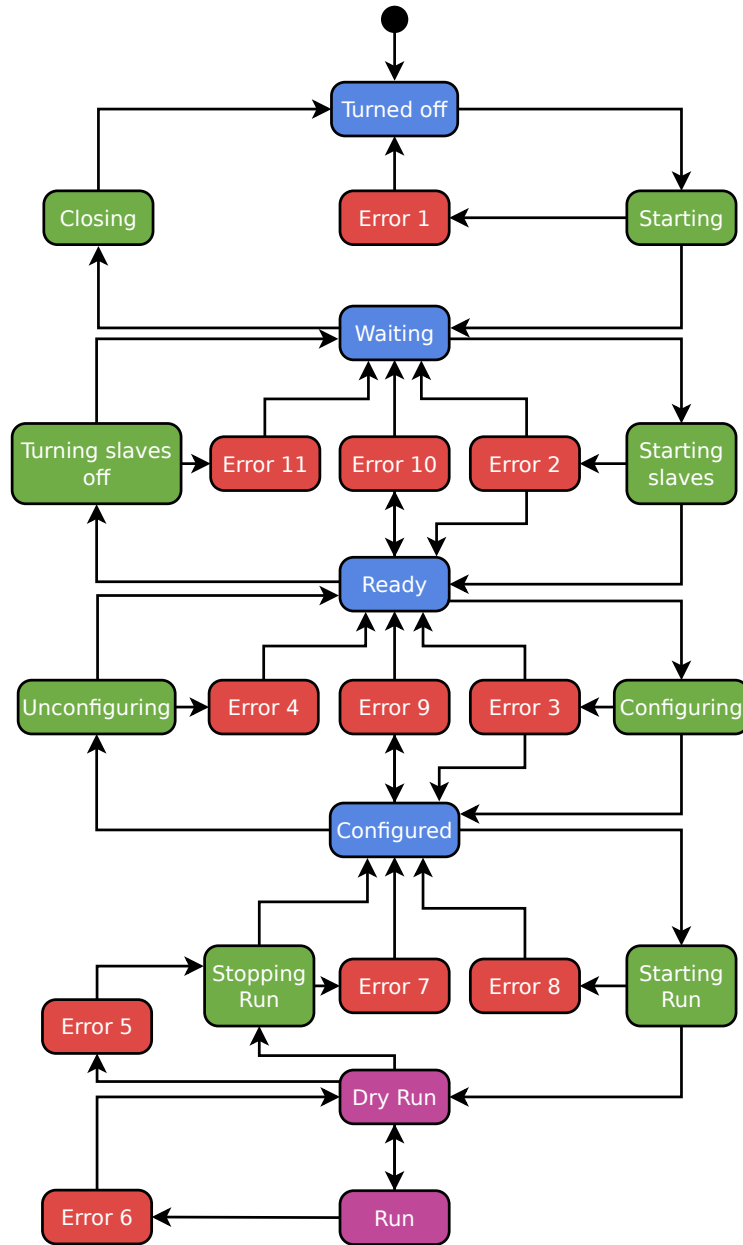 Turned off
Closing
Error 1
Starting
Waiting
Turning slaves
off
Error 11
Error 10
Error 2
Starting
slaves
Ready
Unconfiguring
Error 4
Error 9
Error 3
Configuring
Configured
Stopping
Run
Error 7
Error 8
Starting
Run
Error 5
Dry Run
Error 6
Run